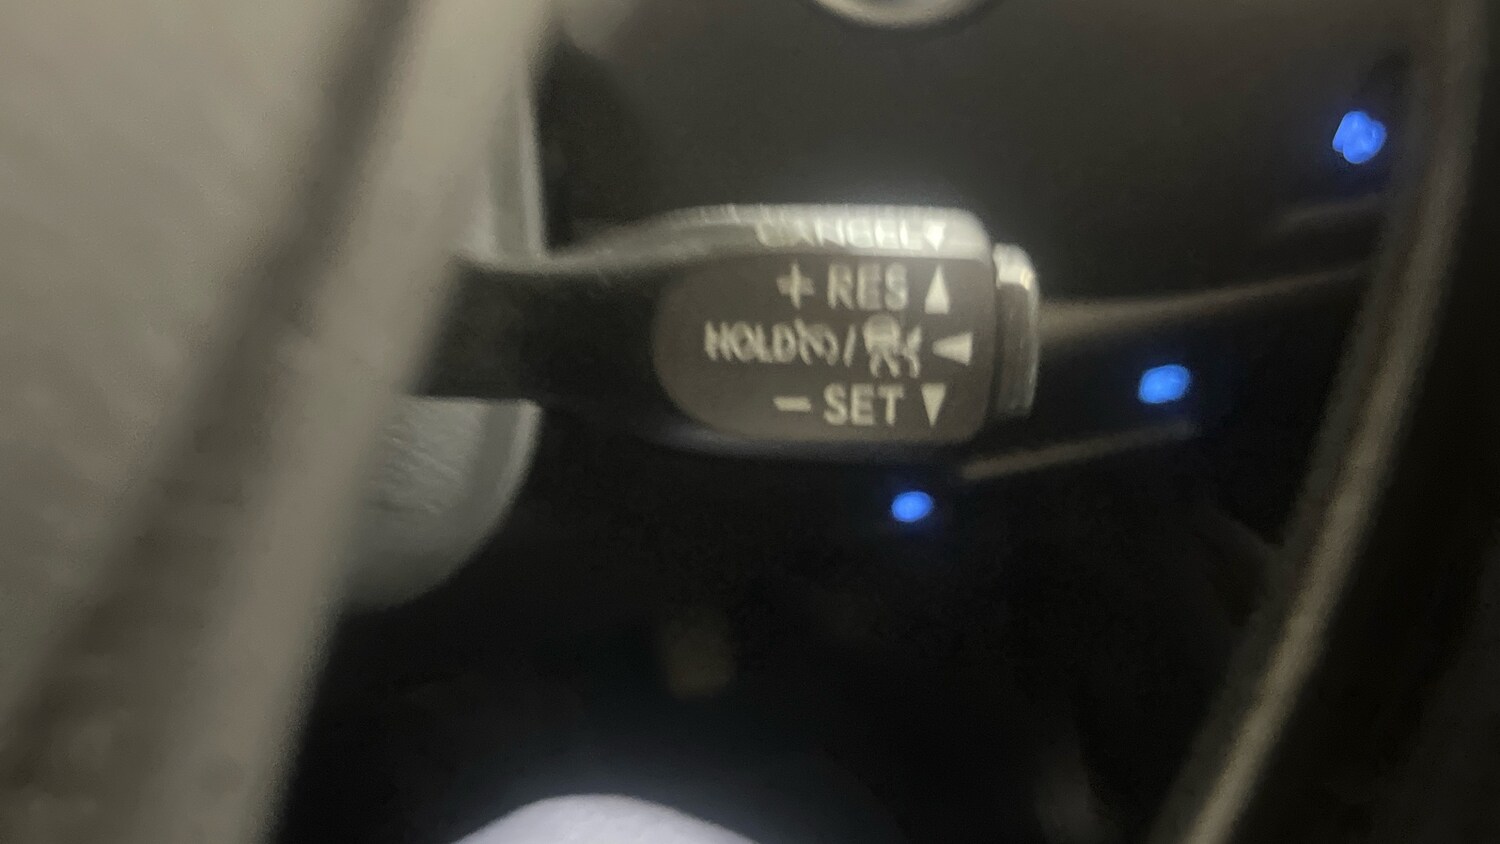 CANCEL▼
+ RES ▲
HOLD / ◀
− SET ▼